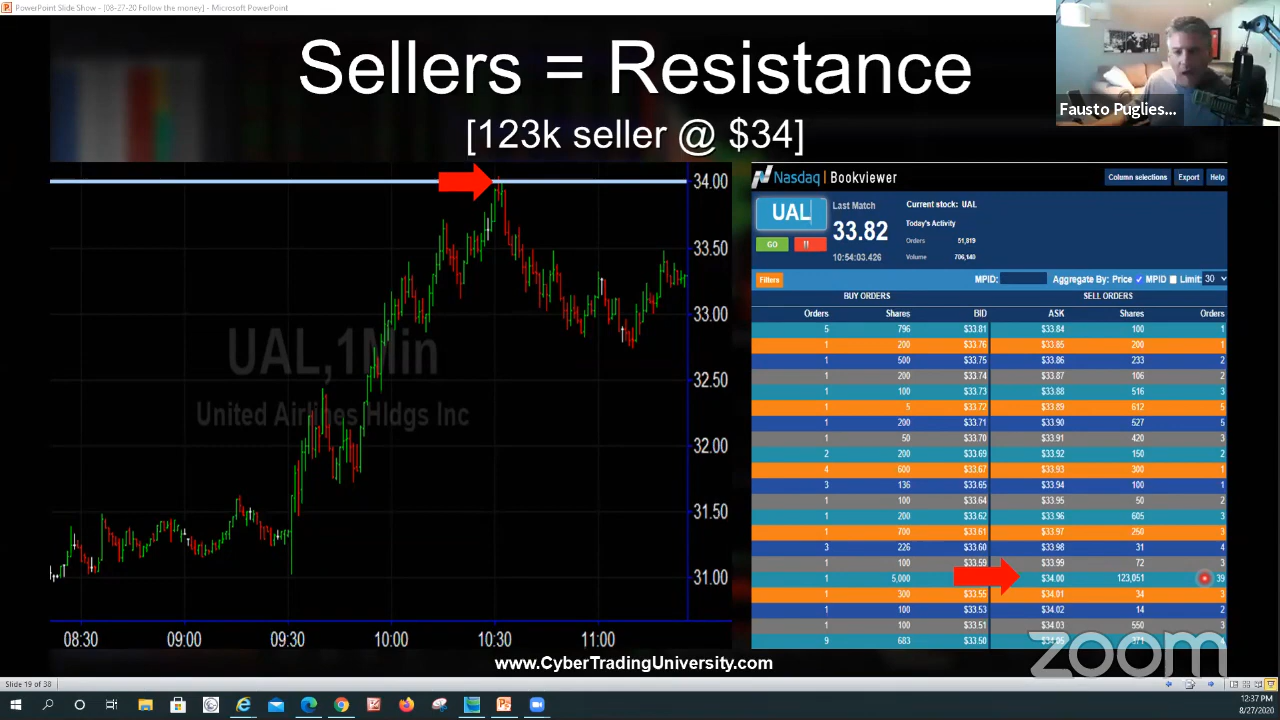 PowerPoint Slide Show - [08-27-20 Follow the money] - Microsoft PowerPoint
Sellers = Resistance
[123k seller @ $34]
Fausto Puglies...
34.00
33.50
33.00
32.50
32.00
31.50
31.00
UAL,1Min
United Airlines Hldgs Inc
08:30 09:00 09:30 10:00 10:30 11:00
Nasdaq | Bookviewer
Column selections Export Help
UAL Last Match Current stock: UAL
33.82 Today's Activity
Orders 51,819
GO !! 10:54:03.426 Volume 706,140
Filters MPID: Aggregate By: Price MPID Limit: 30
BUY ORDERS SELL ORDERS
Orders Shares BID ASK Shares Orders
5 796 $33.81 $33.84 100 1
1 200 $33.76 $33.85 200 1
1 500 $33.75 $33.86 233 2
1 200 $33.74 $33.87 106 2
1 100 $33.73 $33.88 516 3
1 5 $33.72 $33.89 612 5
1 200 $33.71 $33.90 527 5
1 50 $33.70 $33.91 420 3
2 200 $33.69 $33.92 150 2
4 600 $33.67 $33.93 300 1
3 136 $33.65 $33.94 100 1
1 100 $33.64 $33.95 50 2
1 200 $33.62 $33.96 605 3
1 700 $33.61 $33.97 250 3
3 226 $33.60 $33.98 31 4
1 100 $33.59 $33.99 72 3
1 5,000 $34.00 123,051 39
1 300 $33.55 $34.01 34 2
1 100 $33.53 $34.02 14 2
1 100 $33.51 $34.03 550 3
9 683 $33.50 371 4
zoom
www.CyberTradingUniversity.com
Slide 19 of 38
12:37 PM
8/27/2020